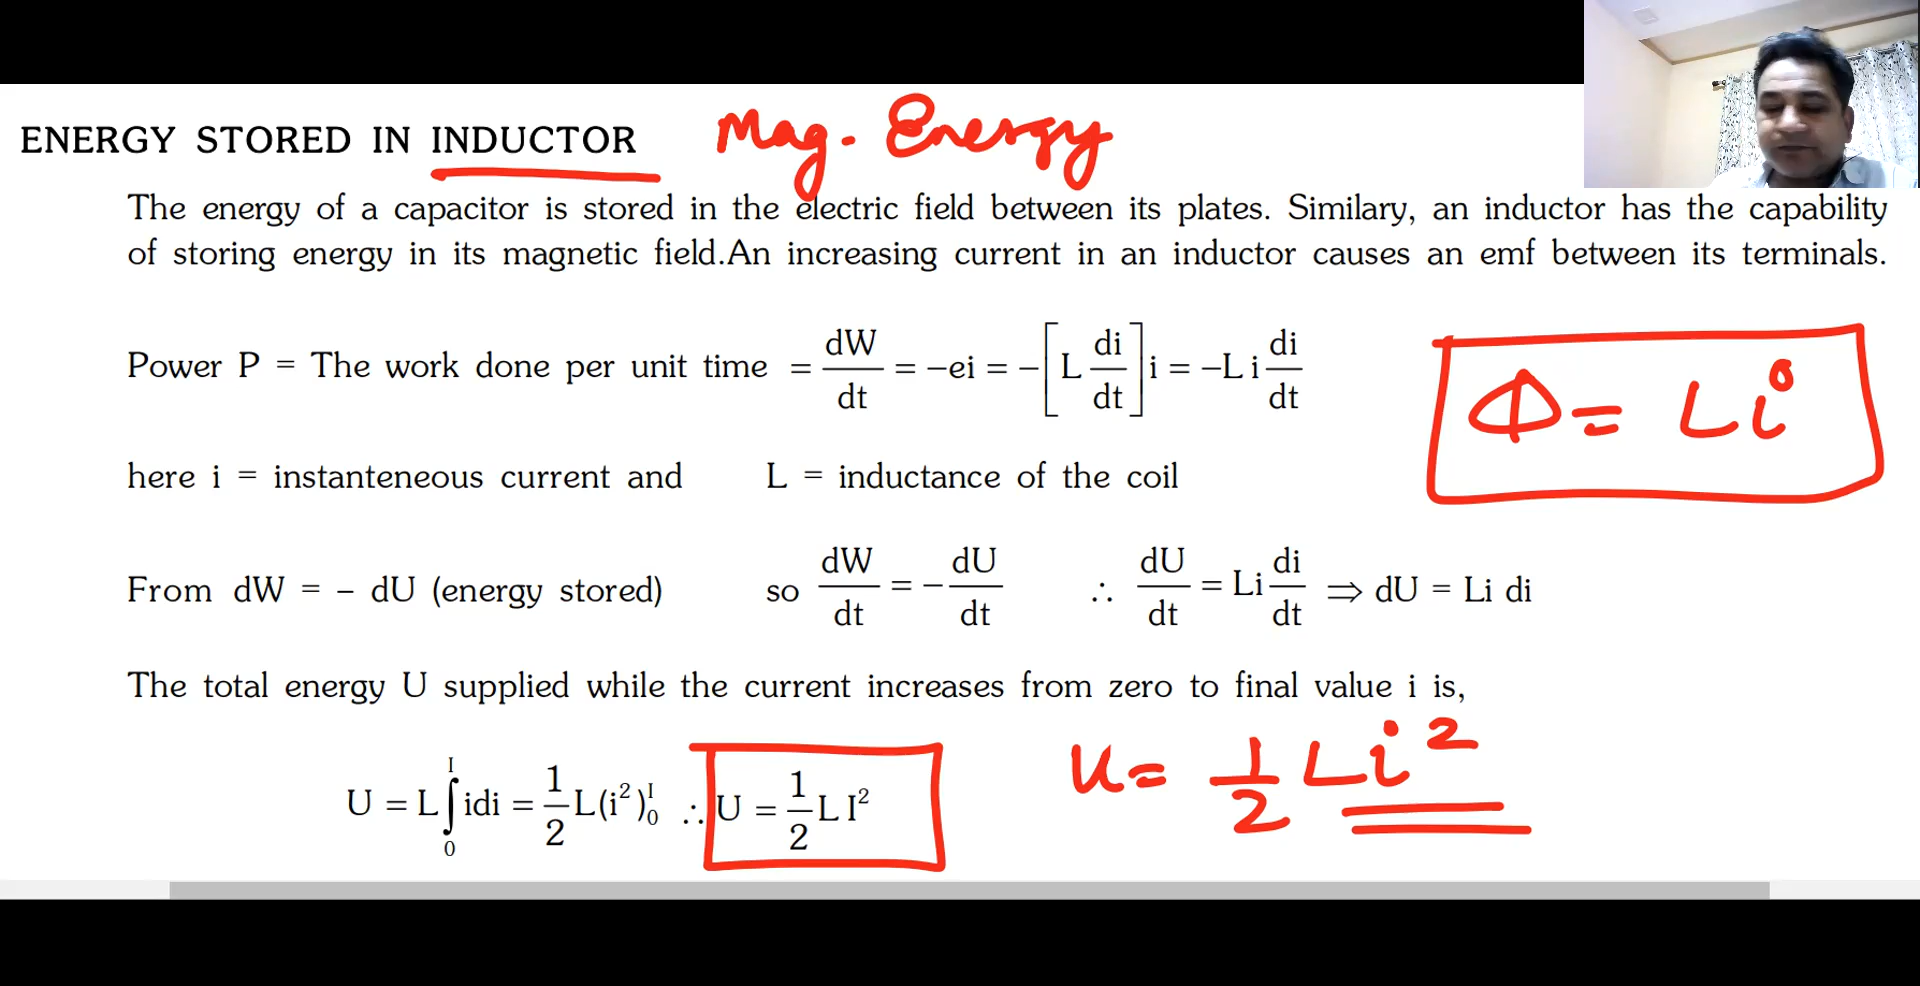 ENERGY STORED IN INDUCTOR Mag. Energy
The energy of a capacitor is stored in the electric field between its plates. Similary, an inductor has the capability
of storing energy in its magnetic field.An increasing current in an inductor causes an emf between its terminals.
Power P = The work done per unit time = dW/dt = −ei = −[L di/dt] i = −L i di/dt
Φ = Li
here i = instanteneous current and L = inductance of the coil
From dW = – dU (energy stored) so dW/dt = − dU/dt ∴ dU/dt = Li di/dt ⇒ dU = Li di
The total energy U supplied while the current increases from zero to final value i is,
U = L∫₀ᴵ idi = 1/2 L(i²)₀ᴵ ∴ U = 1/2 L I² U = 1/2 Li²